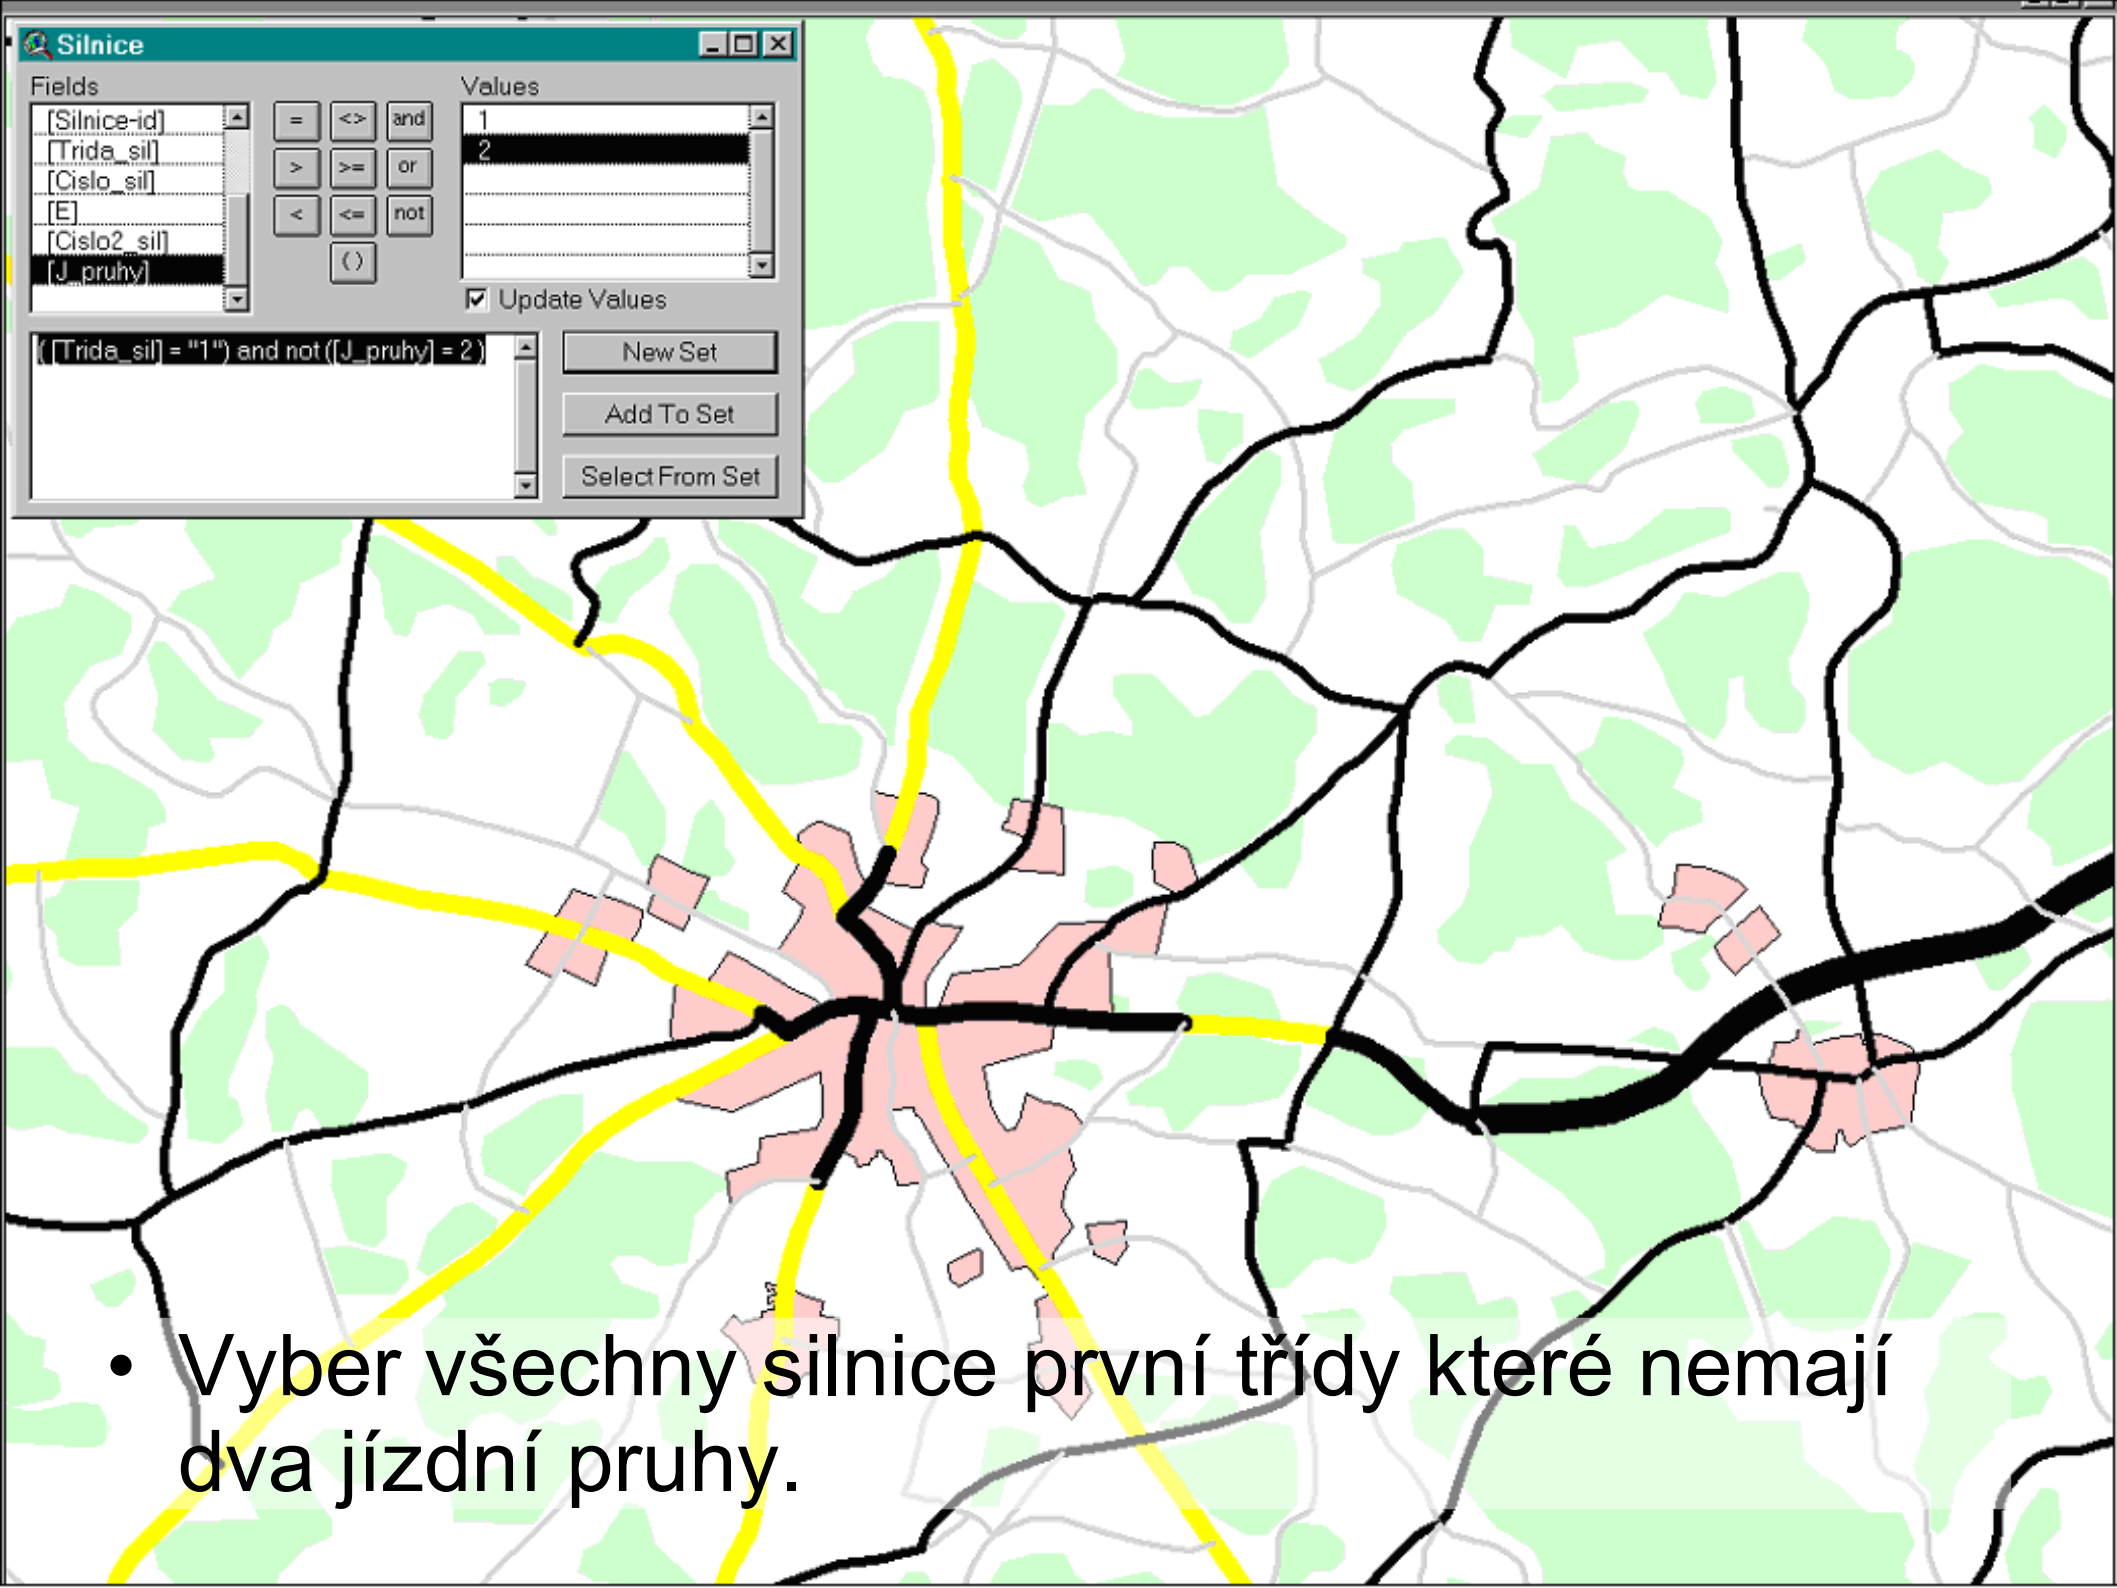 Silnice
Fields
Values
[Silnice-id]
[Trida_sil]
[Cislo_sil]
[E]
[Cislo2_sil]
[J_pruhy]
= <> and
> >= or
< <= not
( )
1
2
Update Values
( [Trida_sil] = "1") and not ([J_pruhy] = 2 )
New Set
Add To Set
Select From Set
• Vyber všechny silnice první třídy které nemají
dva jízdní pruhy.